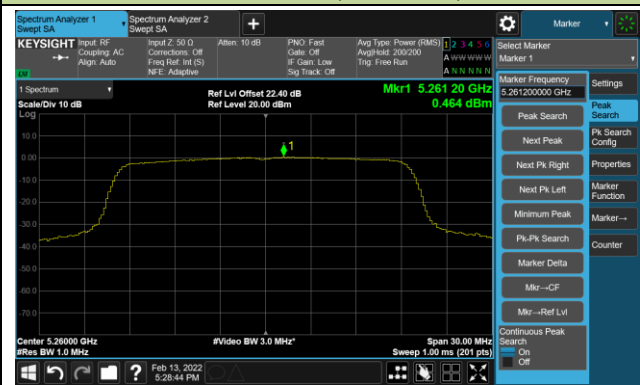 Spectrum Analyzer 1
Swept SA
Spectrum Analyzer 2
Swept SA
+
Marker
KEYSIGHT
Input: RF
Coupling: AC
Align: Auto
Input Z: 50 Ω
Corrections: Off
Freq Ref: Int (S)
NFE: Adaptive
Atten: 10 dB
PNO: Fast
Gate: Off
IF Gain: Low
Sig Track: Off
Avg Type: Power (RMS)
Avg|Hold: 200/200
Trig: Free Run
1 2 3 4 5 6
A W W W W W
A N N N N N
Select Marker
Marker 1
1 Spectrum
Scale/Div 10 dB
Log
Ref Lvl Offset 22.40 dB
Ref Level 20.00 dBm
Mkr1 5.261 20 GHz
0.464 dBm
10.0
0.00
-10.0
-20.0
-30.0
-40.0
-50.0
-60.0
-70.0
1
Center 5.26000 GHz
#Res BW 1.0 MHz
#Video BW 3.0 MHz*
Span 30.00 MHz
Sweep 1.00 ms (201 pts)
Marker Frequency
5.261200000 GHz
Peak Search
Next Peak
Next Pk Right
Next Pk Left
Minimum Peak
Pk-Pk Search
Marker Delta
Mkr→CF
Mkr→Ref Lvl
Continuous Peak
Search
On
Off
Settings
Peak
Search
Pk Search
Config
Properties
Marker
Function
Marker→
Counter
?
Feb 13, 2022
5:28:44 PM